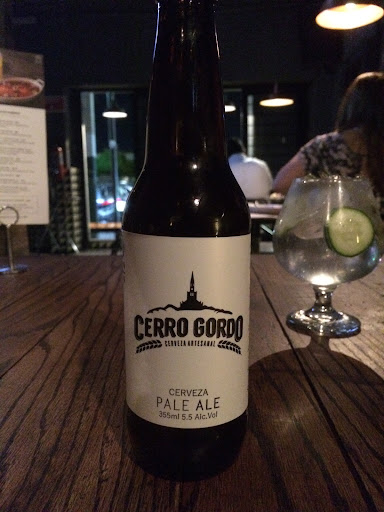 CERRO GORDO
CERVEZA ARTESANAL
CERVEZA
PALE ALE
355ml 5.5 Alc.Vol